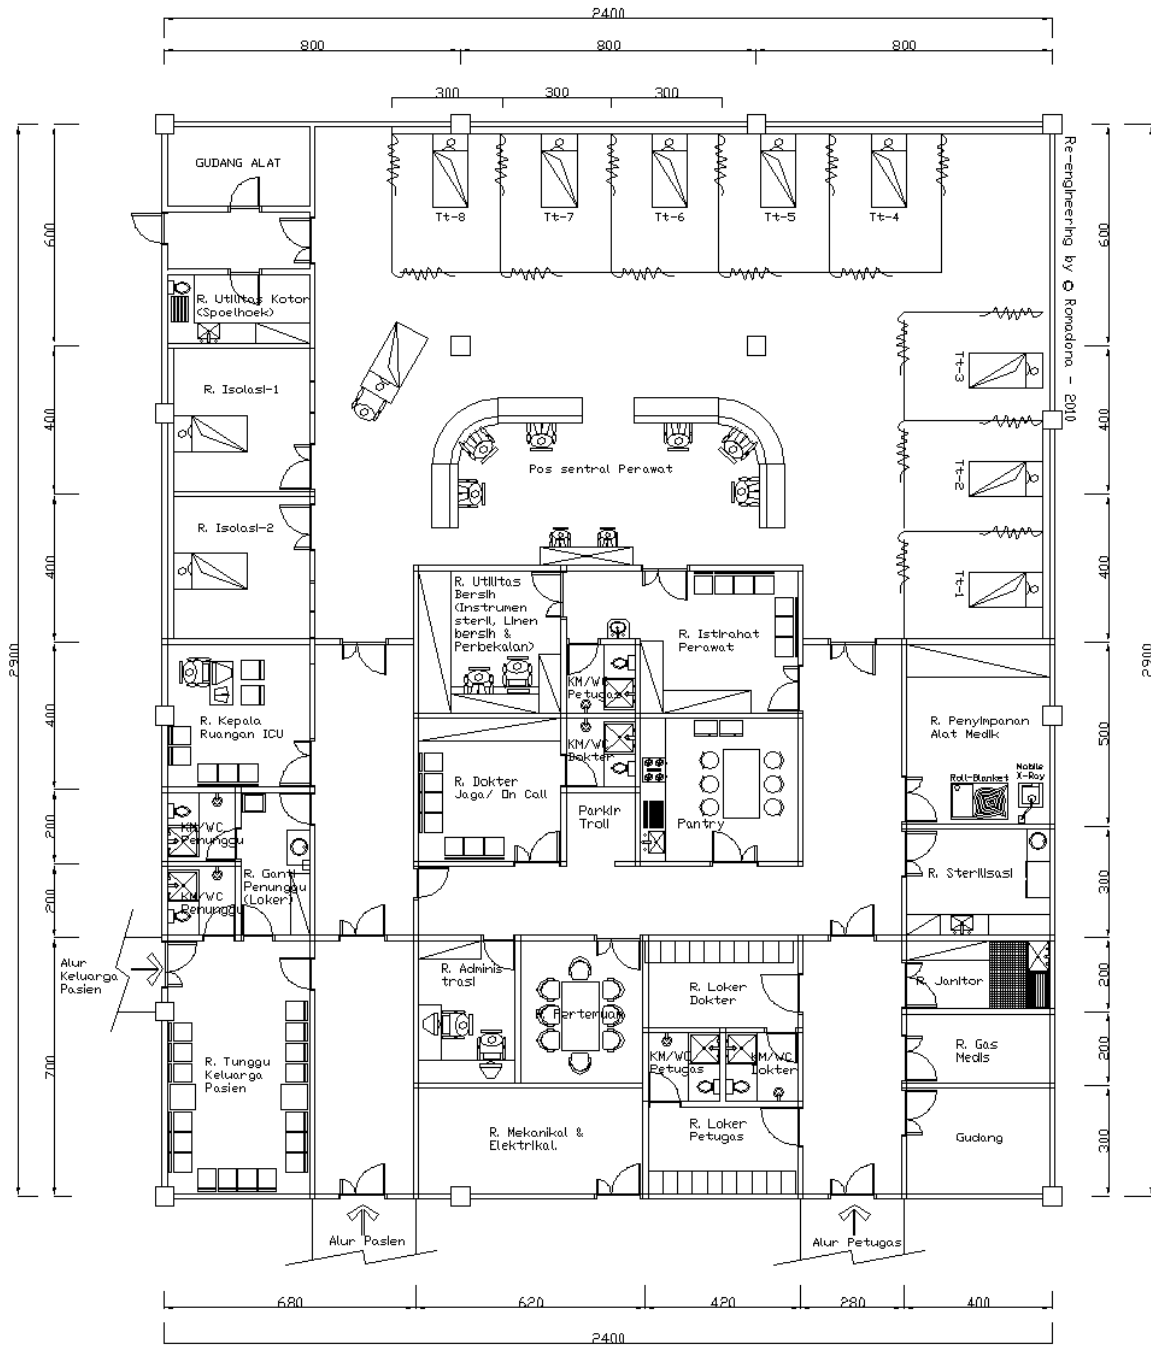 2400
800
800
800
300
300
300
GUDANG ALAT
Tt-8
Tt-7
Tt-6
Tt-5
Tt-4
Re-engineering by © Romadona - 2010
600
600
R. Utilitas Kotor
(Spoelhoek)
Tt-3
R. Isolasi-1
400
400
Pos sentral Perawat
Tt-2
R. Isolasi-2
400
400
Tt-1
R. Utilitas
Bersih
(Instrumen
steril, Linen
bersih &
Perbekalan)
R. Istirahat
Perawat
2900
2900
KM/WC
Petugas
400
R. Kepala
Ruangan ICU
R. Penyimpanan
Alat Medik
500
KM/WC
Dokter
R. Dokter
Jaga/ On Call
Roll-Blanket
Mobile
X-Ray
Parkir
Troll
Pantry
200
KM/WC
Penunggu
R. Ganti
Penunggu
(Loker)
R. Sterilisasi
300
200
KM/WC
Penunggu
Alur
Keluarga
Pasien
R. Adminis
trasi
R. Loker
Dokter
R. Janitor
200
Pertemuan
700
R. Tunggu
Keluarga
Pasien
KM/WC
Petugas
KM/WC
Dokter
R. Gas
Medis
200
R. Mekanikal &
Elektrikal.
R. Loker
Petugas
Gudang
300
Alur Pasien
Alur Petugas
680
620
420
280
400
2400